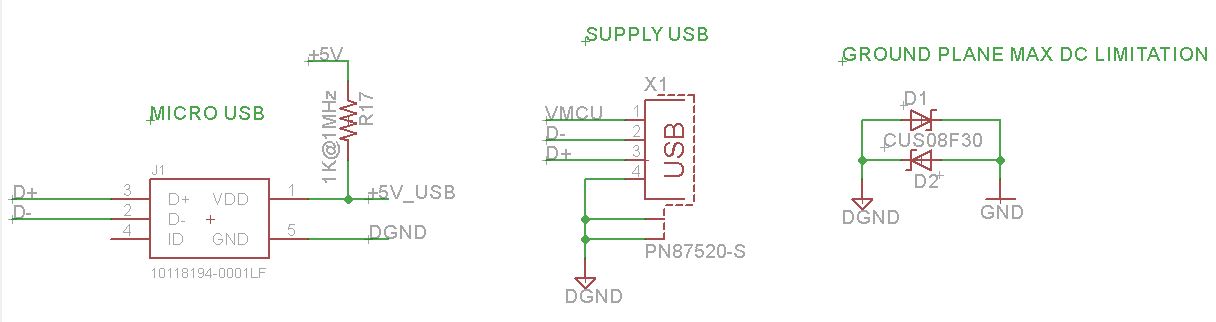 MICRO USB
+5V
1K@1MHz
R17
J1
D+
D-
3
2
4
D+
D-
ID
VDD
GND
1
5
+5V_USB
DGND
10118194-0001LF
SUPPLY USB
X1
VMCU
D-
D+
1
2
3
4
USB
PN87520-S
DGND
GROUND PLANE MAX DC LIMITATION
D1
CUS08F30
D2
DGND
GND